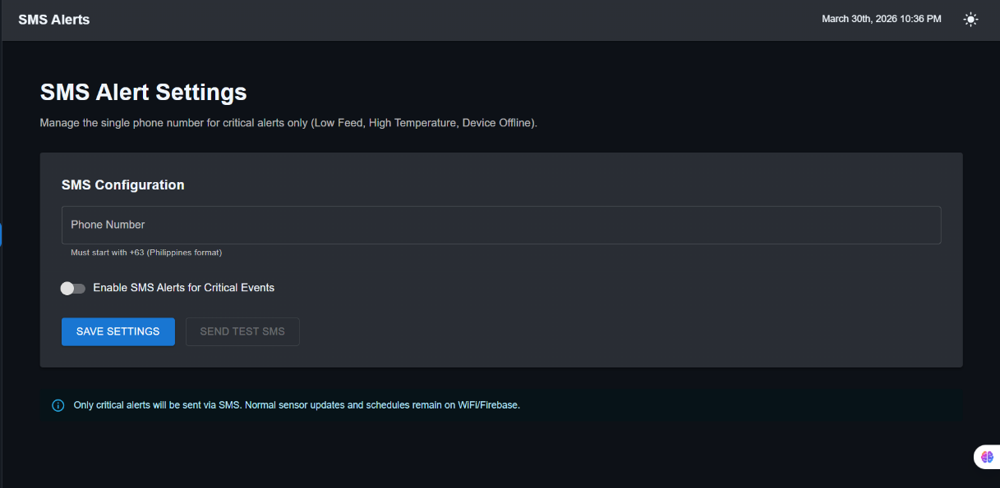 SMS Alerts
March 30th, 2026 10:36 PM
SMS Alert Settings
Manage the single phone number for critical alerts only (Low Feed, High Temperature, Device Offline).
SMS Configuration
Phone Number
Must start with +63 (Philippines format)
Enable SMS Alerts for Critical Events
SAVE SETTINGS
SEND TEST SMS
Only critical alerts will be sent via SMS. Normal sensor updates and schedules remain on WiFi/Firebase.